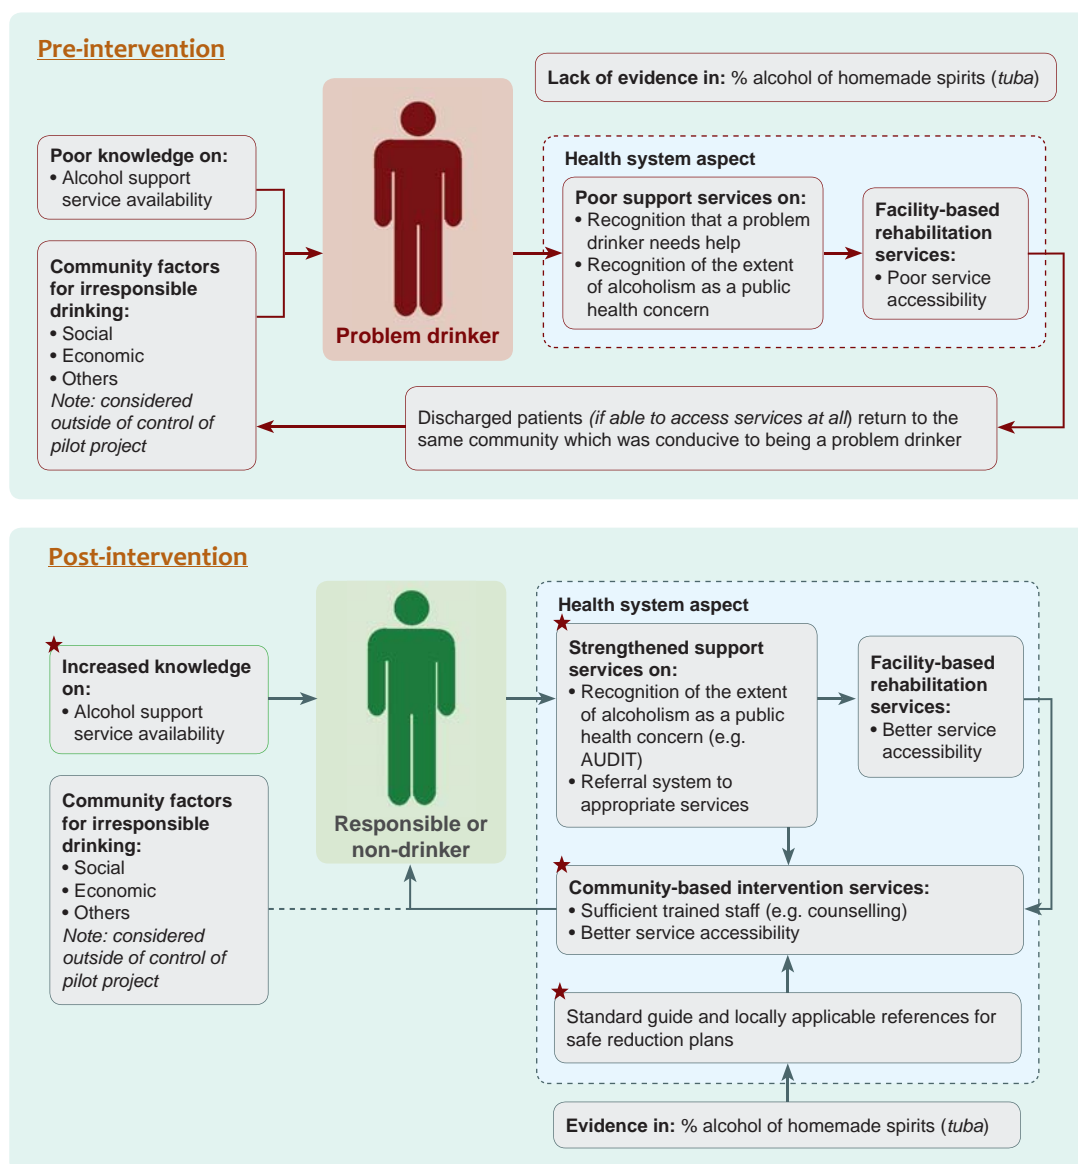 Pre-intervention
Lack of evidence in: % alcohol of homemade spirits (tuba)
Poor knowledge on:
• Alcohol support
service availability
Community factors
for irresponsible
drinking:
• Social
• Economic
• Others
Note: considered
outside of control of
pilot project
Problem drinker
Health system aspect
Poor support services on:
• Recognition that a problem
drinker needs help
• Recognition of the extent
of alcoholism as a public
health concern
Facility-based
rehabilitation
services:
• Poor service
accessibility
Discharged patients (if able to access services at all) return to the
same community which was conducive to being a problem drinker
Post-intervention
Increased knowledge
on:
• Alcohol support
service availability
Community factors
for irresponsible
drinking:
• Social
• Economic
• Others
Note: considered
outside of control of
pilot project
Responsible or
non-drinker
Health system aspect
Strengthened support
services on:
• Recognition of the extent
of alcoholism as a public
health concern (e.g.
AUDIT)
• Referral system to
appropriate services
Facility-based
rehabilitation
services:
• Better service
accessibility
Community-based intervention services:
• Sufficient trained staff (e.g. counselling)
• Better service accessibility
Standard guide and locally applicable references for
safe reduction plans
Evidence in: % alcohol of homemade spirits (tuba)